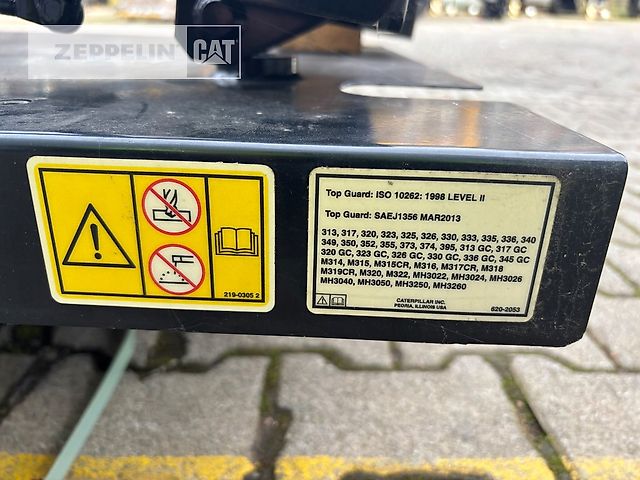 ZEPPELIN CAT
Top Guard: ISO 10262: 1998 LEVEL II
Top Guard: SAEJ1356 MAR2013
313, 317, 320, 323, 325, 326, 330, 333, 335, 336, 340
349, 350, 352, 355, 373, 374, 395, 313 GC, 317 GC
320 GC, 323 GC, 326 GC, 330 GC, 336 GC, 345 GC
M314, M315, M315CR, M316, M317CR, M318
M319CR, M320, M322, MH3022, MH3024, MH3026
MH3040, MH3050, MH3250, MH3260
CATERPILLAR INC.
PEORIA, ILLINOIS USA
620-2053
219-0305 2